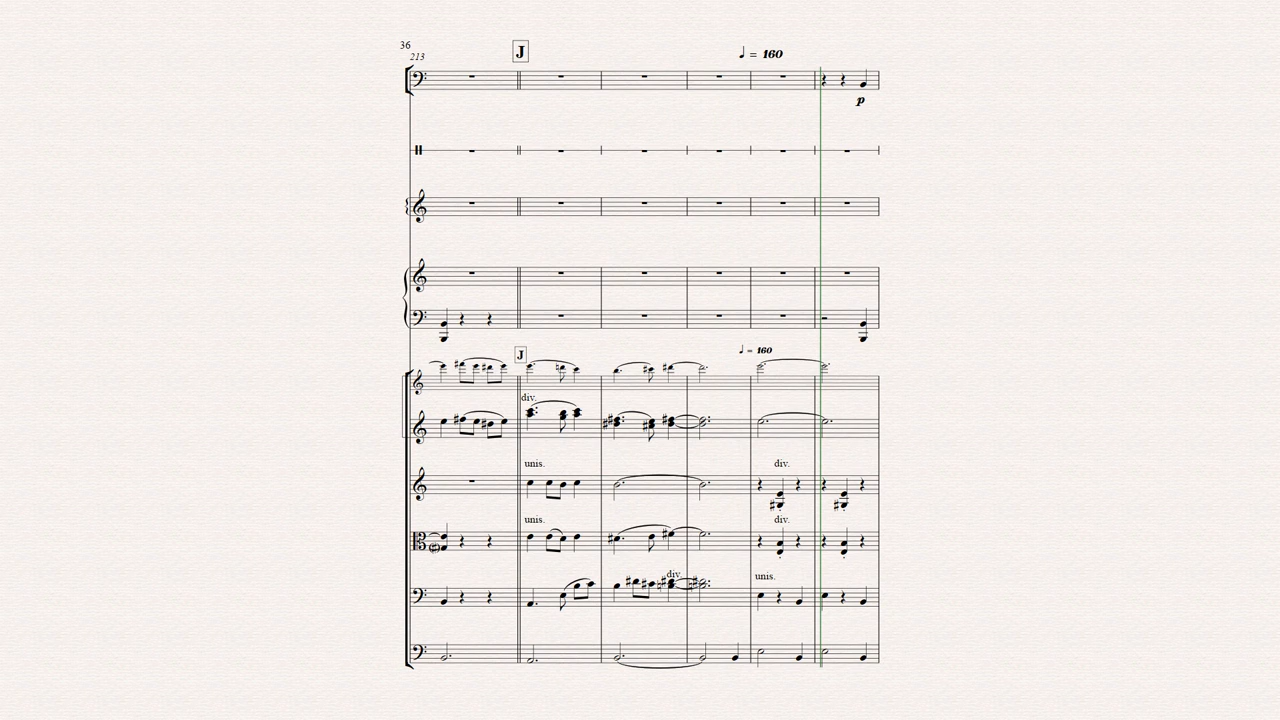 36
213
J
♩ = 160
p
J
♩ = 160
div.
unis.
div.
unis.
div.
div.
unis.